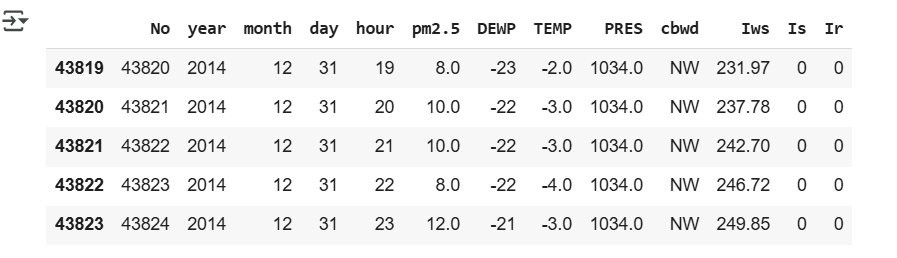 No year month day hour pm2.5 DEWP TEMP PRES cbwd Iws Is Ir
43819 43820 2014 12 31 19 8.0 -23 -2.0 1034.0 NW 231.97 0 0
43820 43821 2014 12 31 20 10.0 -22 -3.0 1034.0 NW 237.78 0 0
43821 43822 2014 12 31 21 10.0 -22 -3.0 1034.0 NW 242.70 0 0
43822 43823 2014 12 31 22 8.0 -22 -4.0 1034.0 NW 246.72 0 0
43823 43824 2014 12 31 23 12.0 -21 -3.0 1034.0 NW 249.85 0 0